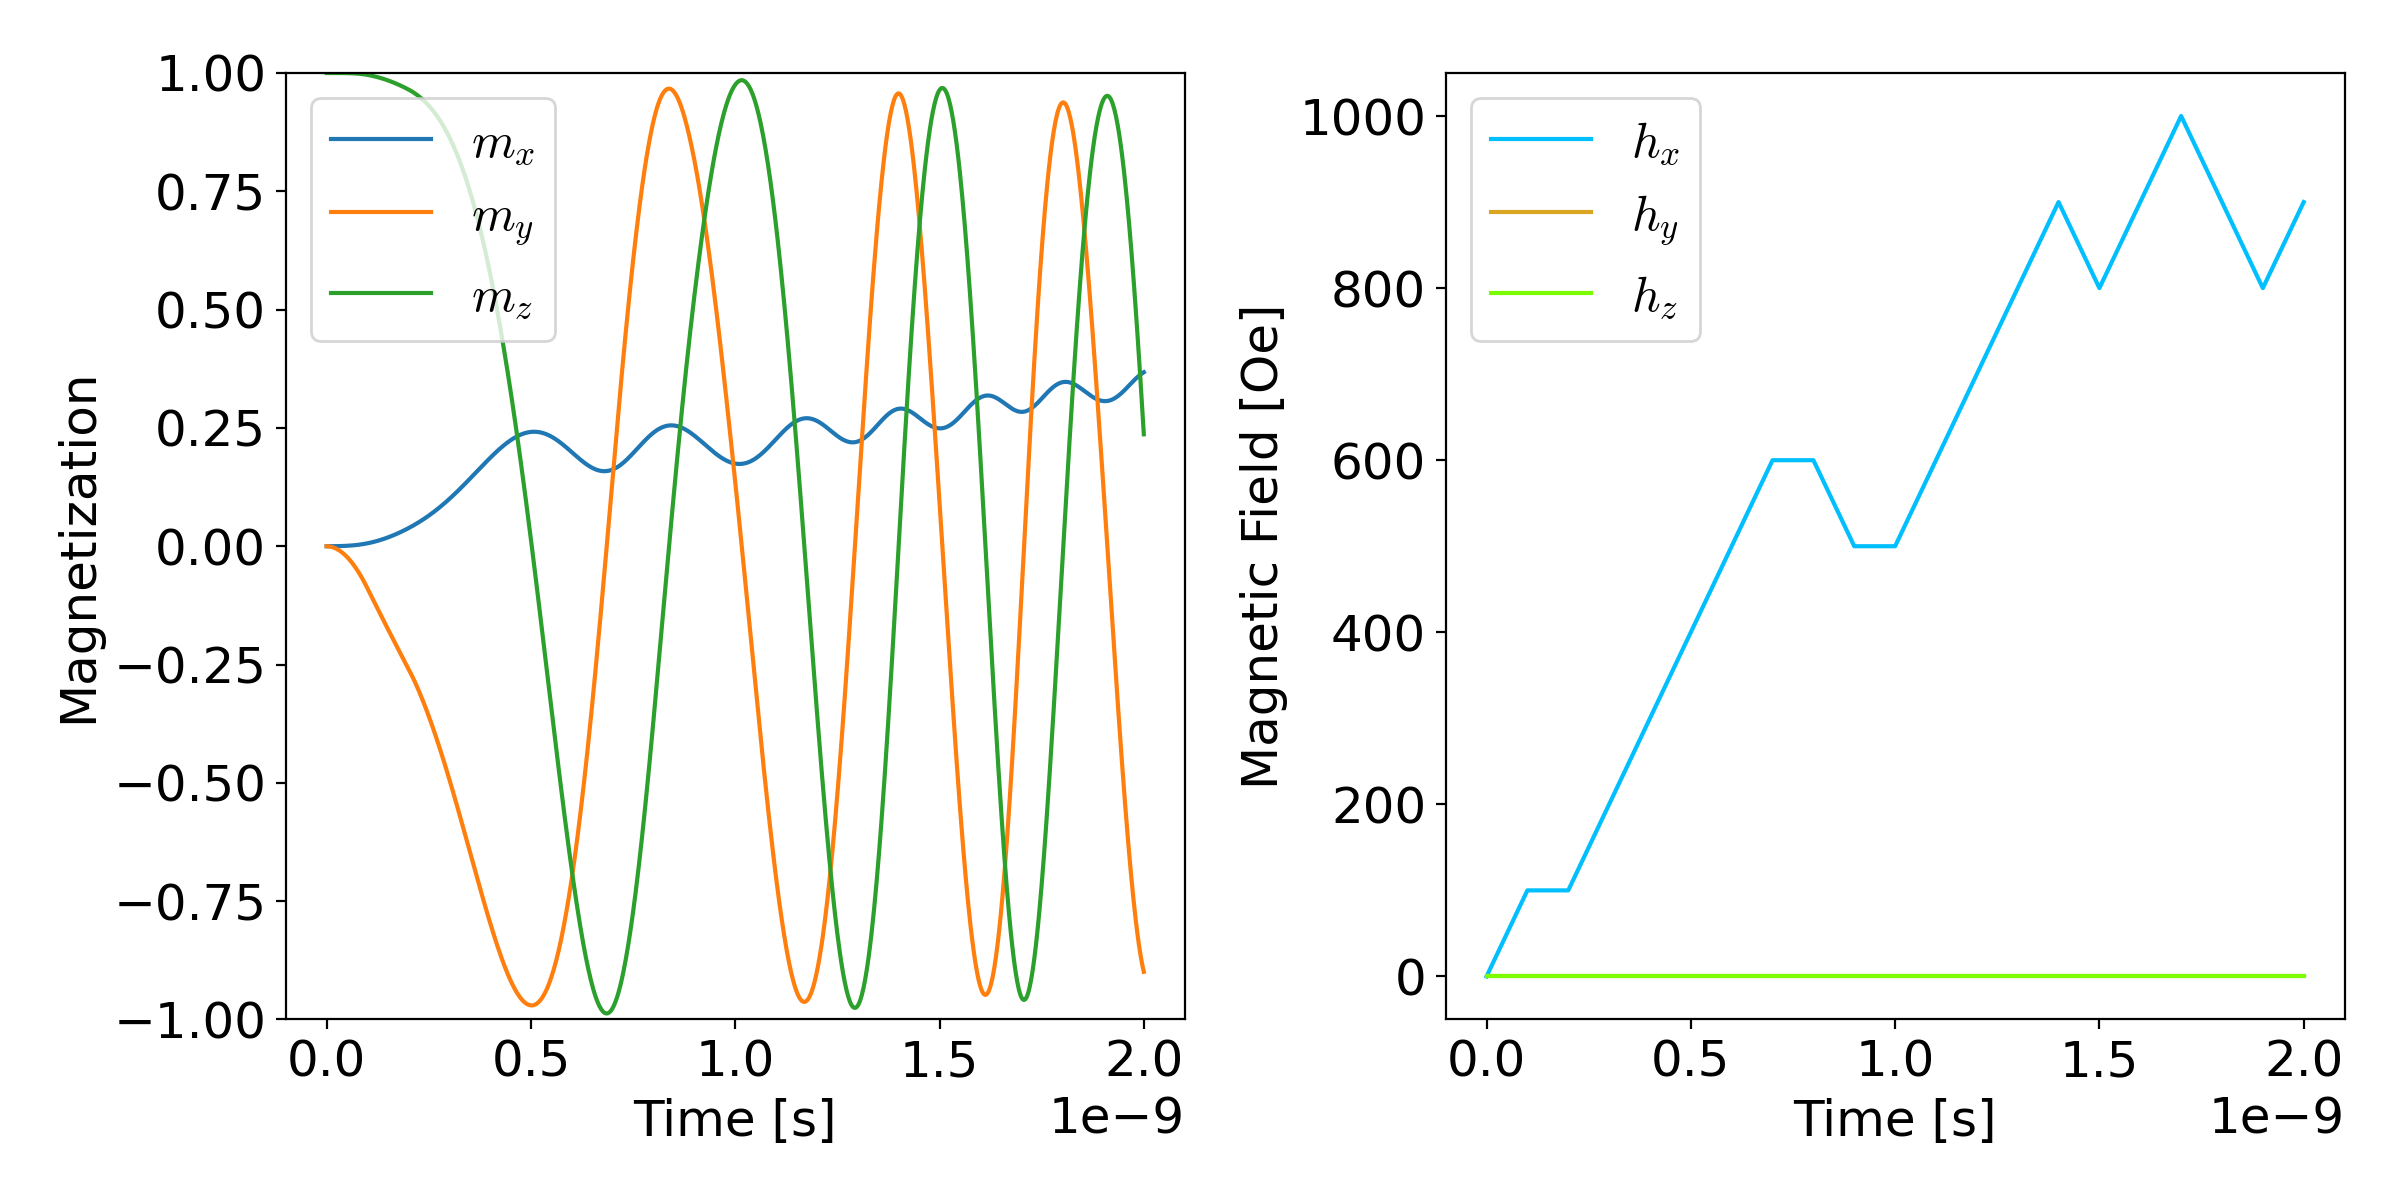 1.00
0.75
0.50
0.25
0.00
−0.25
−0.50
−0.75
−1.00
Magnetization
m_x
m_y
m_z
0.0 0.5 1.0 1.5 2.0
Time [s]
1e−9
1000
800
600
400
200
0
Magnetic Field [Oe]
h_x
h_y
h_z
0.0 0.5 1.0 1.5 2.0
Time [s]
1e−9